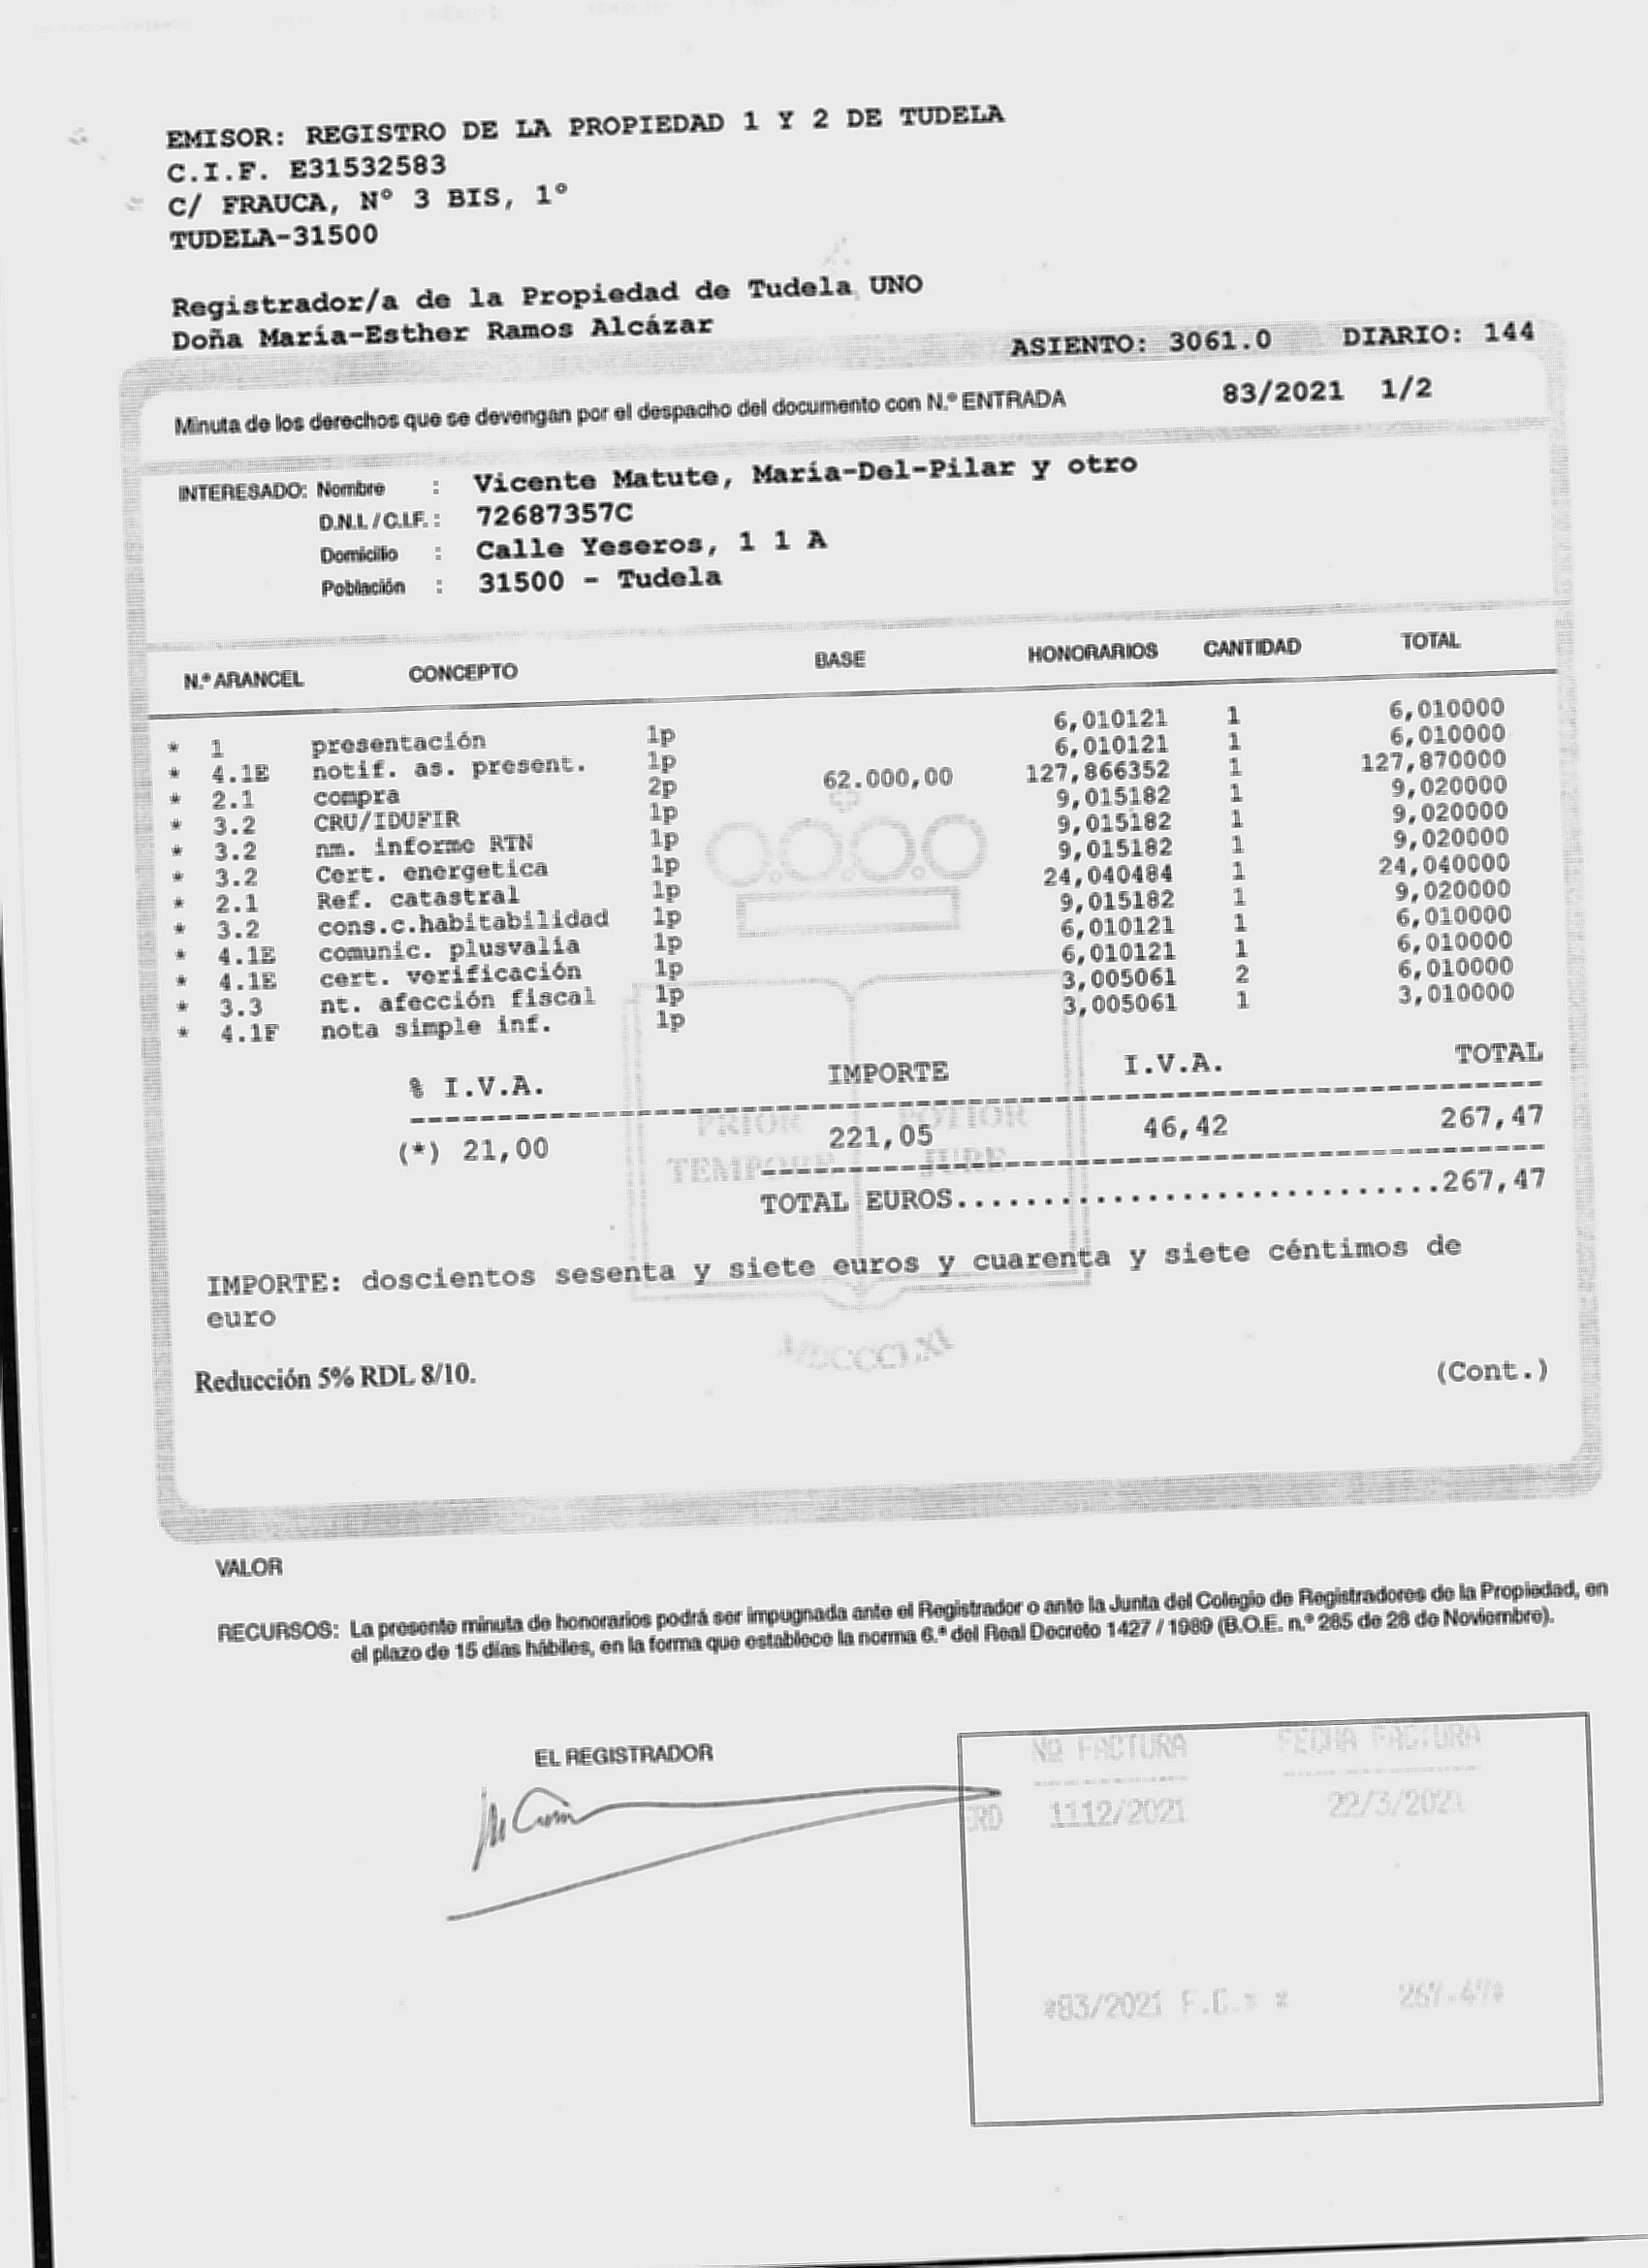 EMISOR: REGISTRO DE LA PROPIEDAD 1 Y 2 DE TUDELA
C.I.F. E31532583
C/ FRAUCA, Nº 3 BIS, 1º
TUDELA-31500
Registrador/a de la Propiedad de Tudela UNO
Doña María-Esther Ramos Alcázar
ASIENTO: 3061.0 DIARIO: 144
Minuta de los derechos que se devengan por el despacho del documento con N.º ENTRADA 83/2021 1/2
INTERESADO: Nombre : Vicente Matute, María-Del-Pilar y otro
D.N.I./C.I.F.: 72687357C
Domicilio : Calle Yeseros, 1 1 A
Población : 31500 - Tudela
N.º ARANCEL CONCEPTO BASE HONORARIOS CANTIDAD TOTAL
* 1 presentación 1p 6,010121 1 6,010000
* 4.1E notif. as. present. 1p 6,010121 1 6,010000
* 2.1 compra 2p 62.000,00 127,866352 1 127,870000
* 3.2 CRU/IDUFIR 1p 9,015182 1 9,020000
* 3.2 nm. informe RTN 1p 9,015182 1 9,020000
* 3.2 Cert. energetica 1p 9,015182 1 9,020000
* 2.1 Ref. catastral 1p 24,040484 1 24,040000
* 3.2 cons.c.habitabilidad 1p 9,015182 1 9,020000
* 4.1E comunic. plusvalía 1p 6,010121 1 6,010000
* 4.1E cert. verificación 1p 6,010121 1 6,010000
* 3.3 nt. afección fiscal 1p 3,005061 2 6,010000
* 4.1F nota simple inf. 1p 3,005061 1 3,010000
% I.V.A. IMPORTE I.V.A. TOTAL
PRIOR POTIOR
(*) 21,00 221,05 46,42 267,47
TEMPORE JURE
TOTAL EUROS............................267,47
IMPORTE: doscientos sesenta y siete euros y cuarenta y siete céntimos de
euro
MDCCCLXI
Reducción 5% RDL 8/10. (Cont.)
VALOR
RECURSOS: La presente minuta de honorarios podrá ser impugnada ante el Registrador o ante la Junta del Colegio de Registradores de la Propiedad, en
el plazo de 15 días hábiles, en la forma que establece la norma 6.ª del Real Decreto 1427 / 1989 (B.O.E. n.º 285 de 28 de Noviembre).
EL REGISTRADOR
Nº FACTURA FECHA FACTURA
1112/2021 22/3/2021
*83/2021 F.C.* * 267.47*